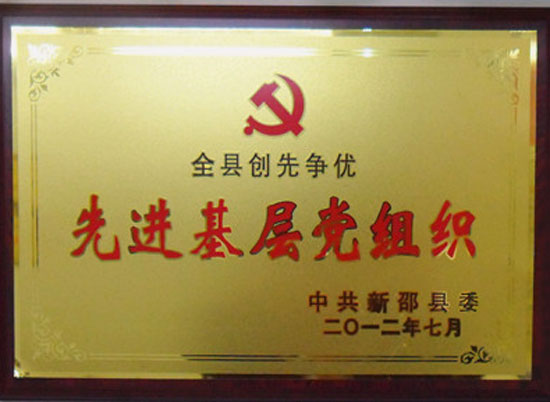 全县创先争优
先进基层党组织
中共新邵县委
二〇一二年七月